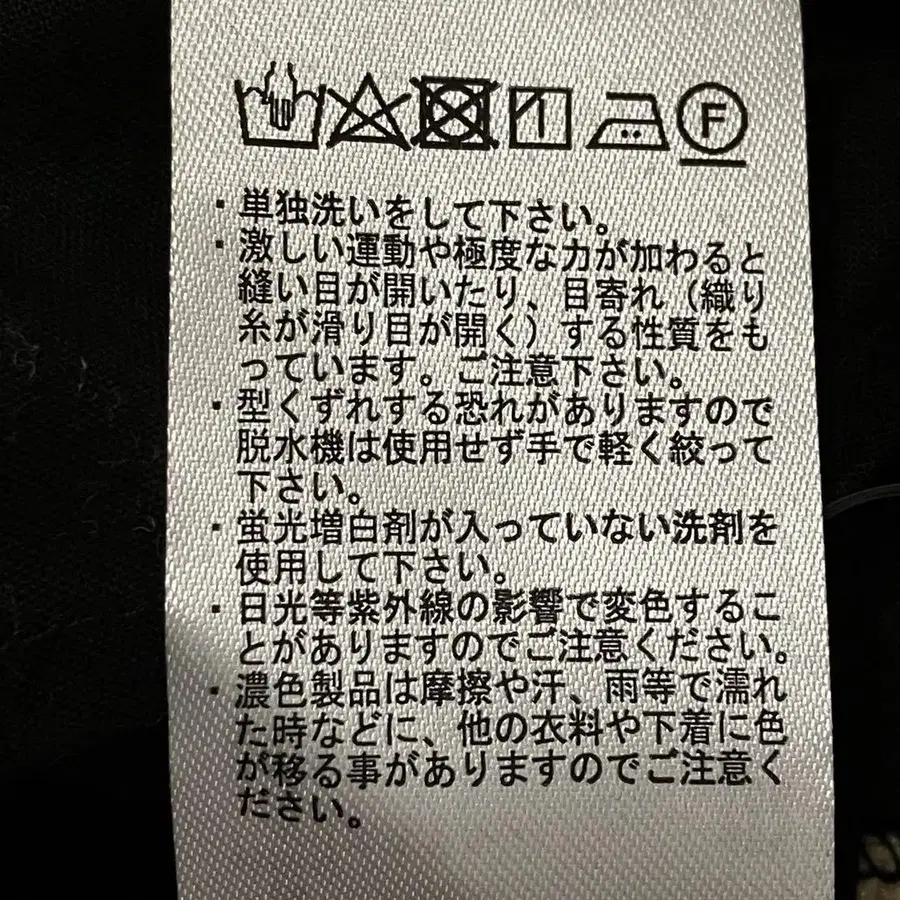 F
・単独洗いをして下さい。
・激しい運動や極度な力が加わると
縫い目が開いたり、目寄れ（織り
糸が滑り目が開く）する性質をも
っています。ご注意下さい。
・型くずれする恐れがありますので
脱水機は使用せず手で軽く絞って
下さい。
・蛍光増白剤が入っていない洗剤を
使用して下さい。
・日光等紫外線の影響で変色するこ
とがありますのでご注意ください。
・濃色製品は摩擦や汗、雨等で濡れ
た時などに、他の衣料や下着に色
が移る事がありますのでご注意く
ださい。